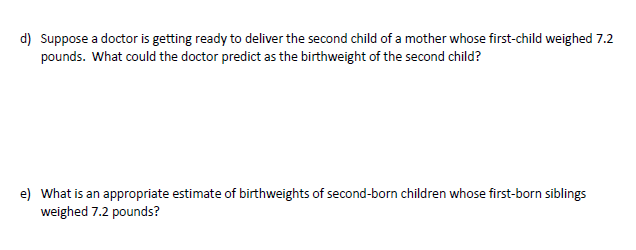 d) Suppose a doctor is getting ready to deliver the second child of a mother whose first-child weighed 7.2
pounds. What could the doctor predict as the birthweight of the second child?
e) What is an appropriate estimate of birthweights of second-born children whose first-born siblings
weighed 7.2 pounds?